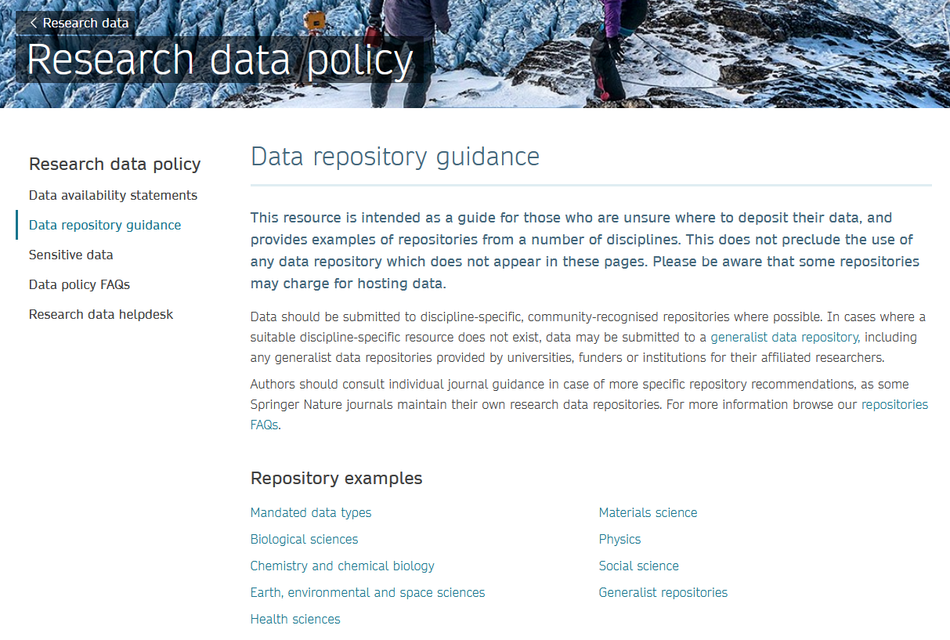 < Research data
Research data policy
Research data policy
Data availability statements
Data repository guidance
Sensitive data
Data policy FAQs
Research data helpdesk
Data repository guidance
This resource is intended as a guide for those who are unsure where to deposit their data, and
provides examples of repositories from a number of disciplines. This does not preclude the use of
any data repository which does not appear in these pages. Please be aware that some repositories
may charge for hosting data.
Data should be submitted to discipline-specific, community-recognised repositories where possible. In cases where a
suitable discipline-specific resource does not exist, data may be submitted to a generalist data repository, including
any generalist data repositories provided by universities, funders or institutions for their affiliated researchers.
Authors should consult individual journal guidance in case of more specific repository recommendations, as some
Springer Nature journals maintain their own research data repositories. For more information browse our repositories
FAQs.
Repository examples
Mandated data types
Biological sciences
Chemistry and chemical biology
Earth, environmental and space sciences
Health sciences
Materials science
Physics
Social science
Generalist repositories